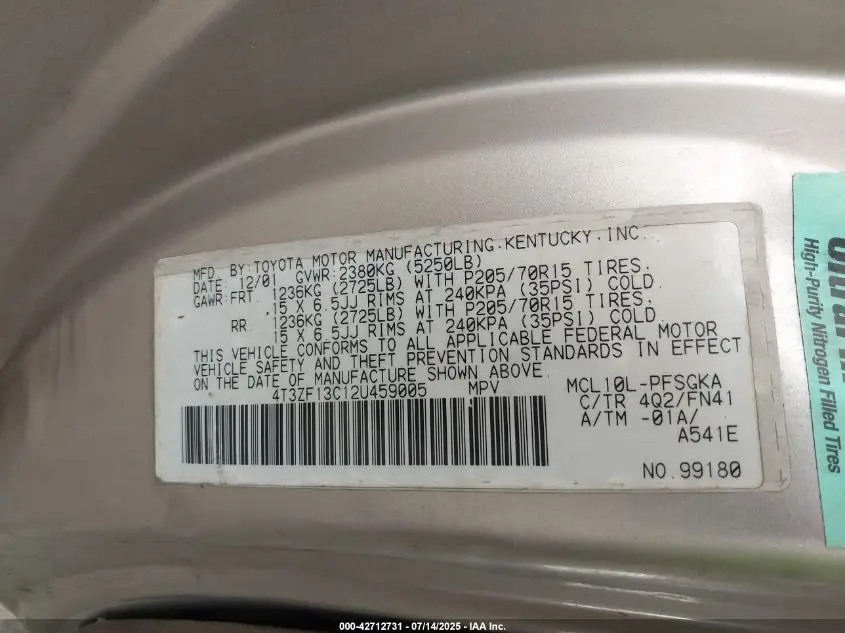 MFD. BY:TOYOTA MOTOR MANUFACTURING,KENTUCKY,INC.
DATE: 12/01 GVWR:2380KG (5250LB)
GAWR:FRT. 1236KG (2725LB) WITH P205/70R15 TIRES.
15 X 6.5JJ RIMS AT 240KPA (35PSI) COLD.
RR. 1236KG (2725LB) WITH P205/70R15 TIRES.
15 X 6.5JJ RIMS AT 240KPA (35PSI) COLD.
THIS VEHICLE CONFORMS TO ALL APPLICABLE FEDERAL MOTOR
VEHICLE SAFETY AND THEFT PREVENTION STANDARDS IN EFFECT
ON THE DATE OF MANUFACTURE SHOWN ABOVE.
4T3ZF13C12U459005 MPV MCL10L-PFSGKA
C/TR 4Q2/FN41
A/TM -01A/
A541E
NO.99180
High-Purity Nitrogen Filled Tires
000-42712731 - 07/14/2025 - IAA Inc.